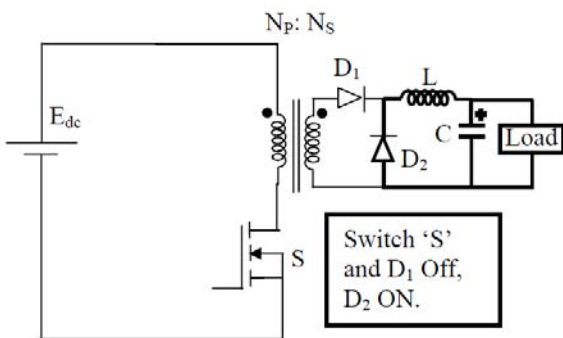 N_P: N_S
E_dc
D_1
L
C
Load
D_2
S
Switch ‘S’
and D_1 Off,
D_2 ON.